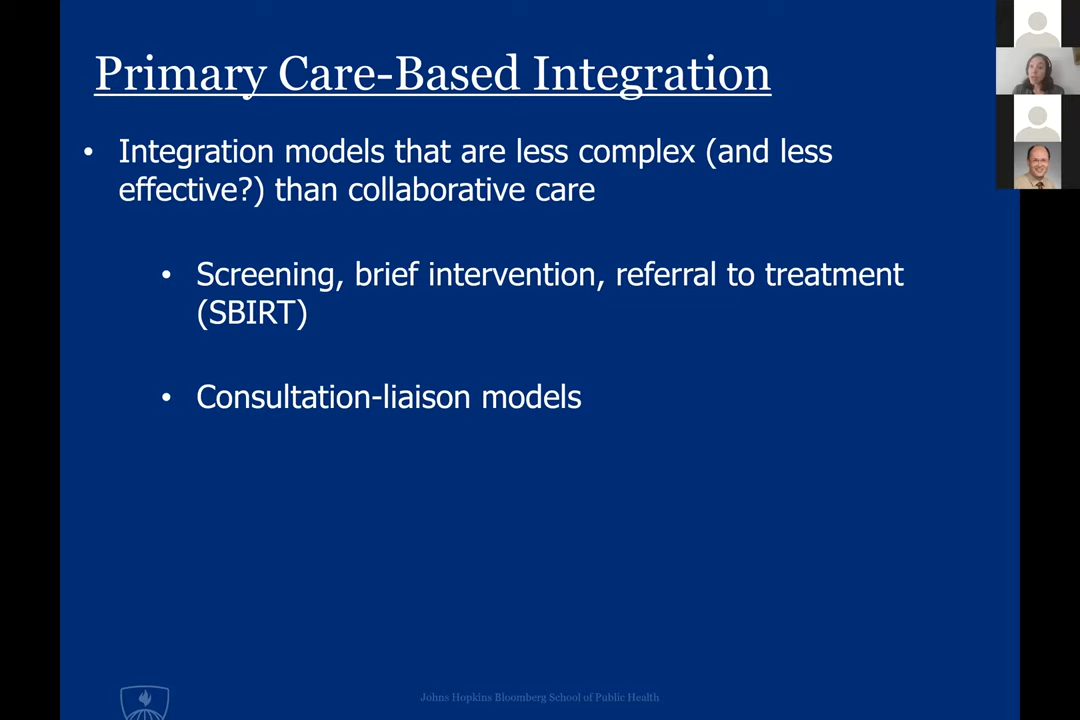 Primary Care-Based Integration
• Integration models that are less complex (and less
effective?) than collaborative care
• Screening, brief intervention, referral to treatment
(SBIRT)
• Consultation-liaison models
Johns Hopkins Bloomberg School of Public Health